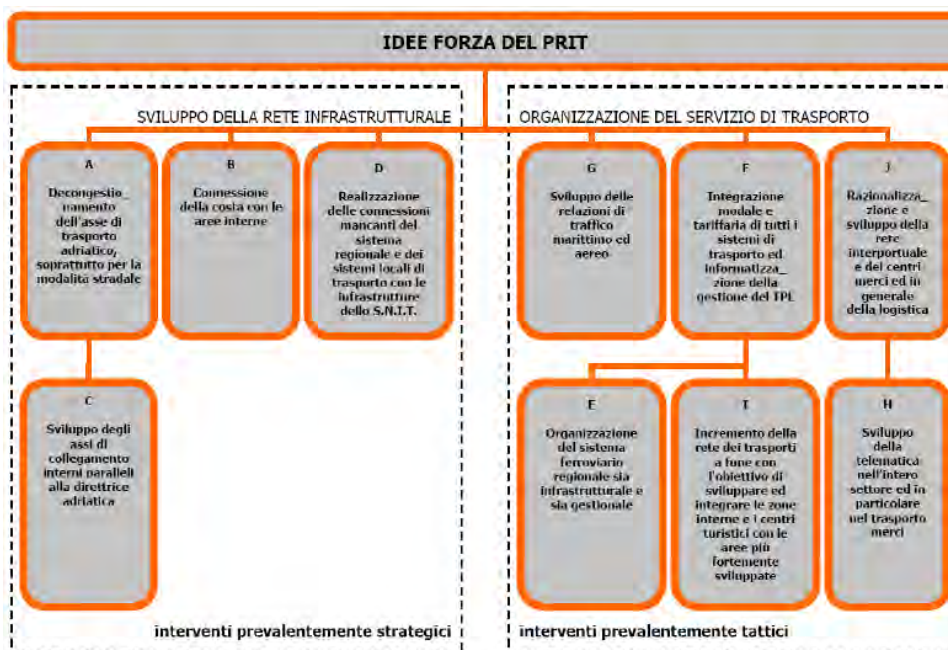 IDEE FORZA DEL PRIT
SVILUPPO DELLA RETE INFRASTRUTTURALE
A
Decongestio_
namento
dell'asse di
trasporto
adriatico,
soprattutto per la
modalità stradale
B
Connessione
della costa con le
aree interne
D
Realizzazione
delle connessioni
mancanti del
sistema
regionale e dei
sistemi locali di
trasporto con le
infrastrutture
dello S.N.I.T.
C
Sviluppo degli
assi di
collegamento
interni paralleli
alla direttrice
adriatica
interventi prevalentemente strategici
ORGANIZZAZIONE DEL SERVIZIO DI TRASPORTO
G
Sviluppo delle
relazioni di
traffico
marittimo ed
aereo
F
Integrazione
modale e
tariffaria di tutti i
sistemi di
trasporto ed
informatizza_
zione della
gestione del TPL
J
Razionalizza_
zione e
sviluppo della
rete
interportuale
e dei centri
merci ed in
generale
della logistica
E
Organizzazione
del sistema
ferroviario
regionale sia
infrastrutturale e
sia gestionale
I
Incremento della
rete dei trasporti
a fune con
l'obiettivo di
sviluppare ed
integrare le zone
interne e i centri
turistici con le
aree più
fortemente
sviluppate
H
Sviluppo
della
telematica
nell'intero
settore ed in
particolare
nel trasporto
merci
interventi prevalentemente tattici